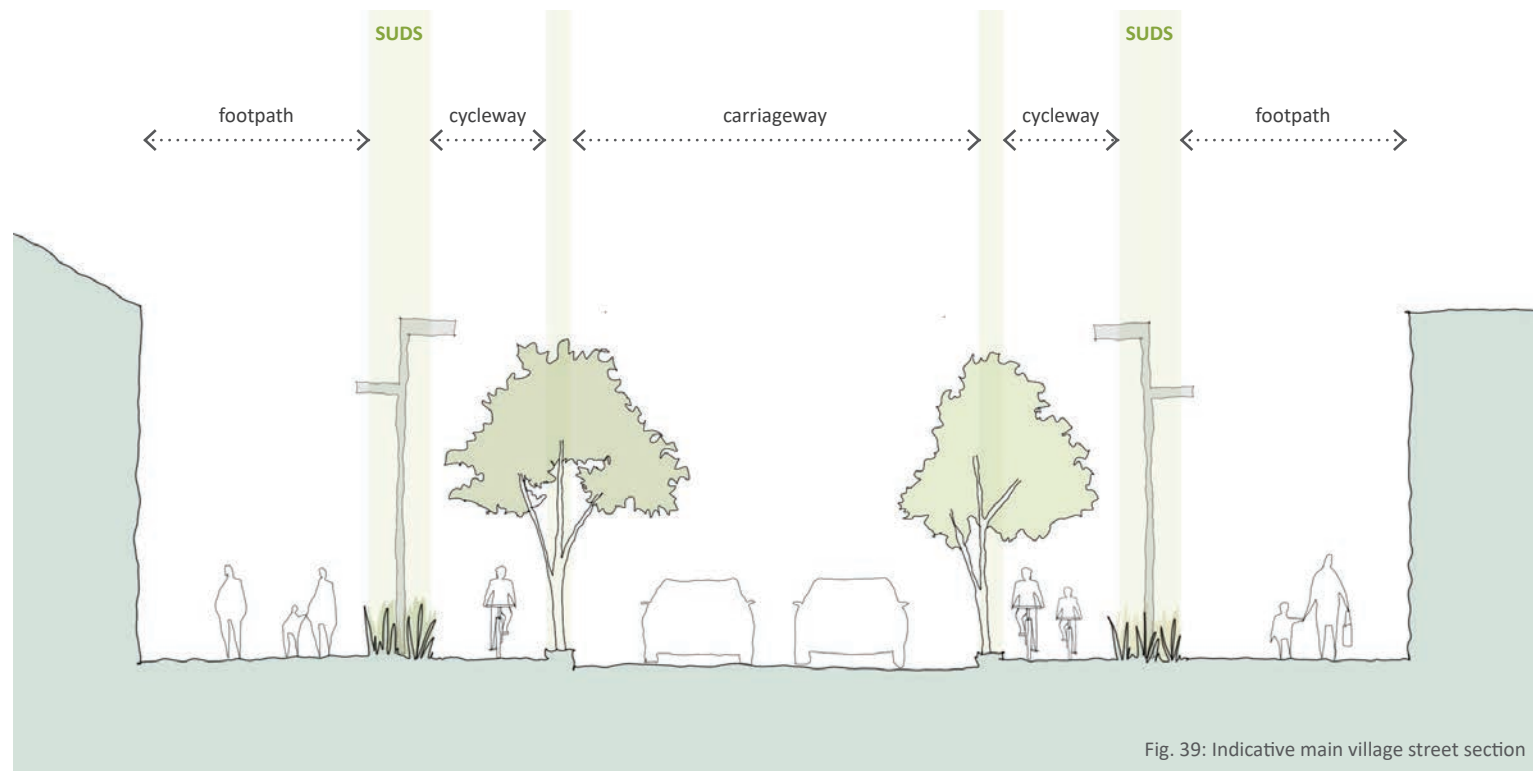 SUDS SUDS
footpath cycleway carriageway cycleway footpath
Fig. 39: Indicative main village street section